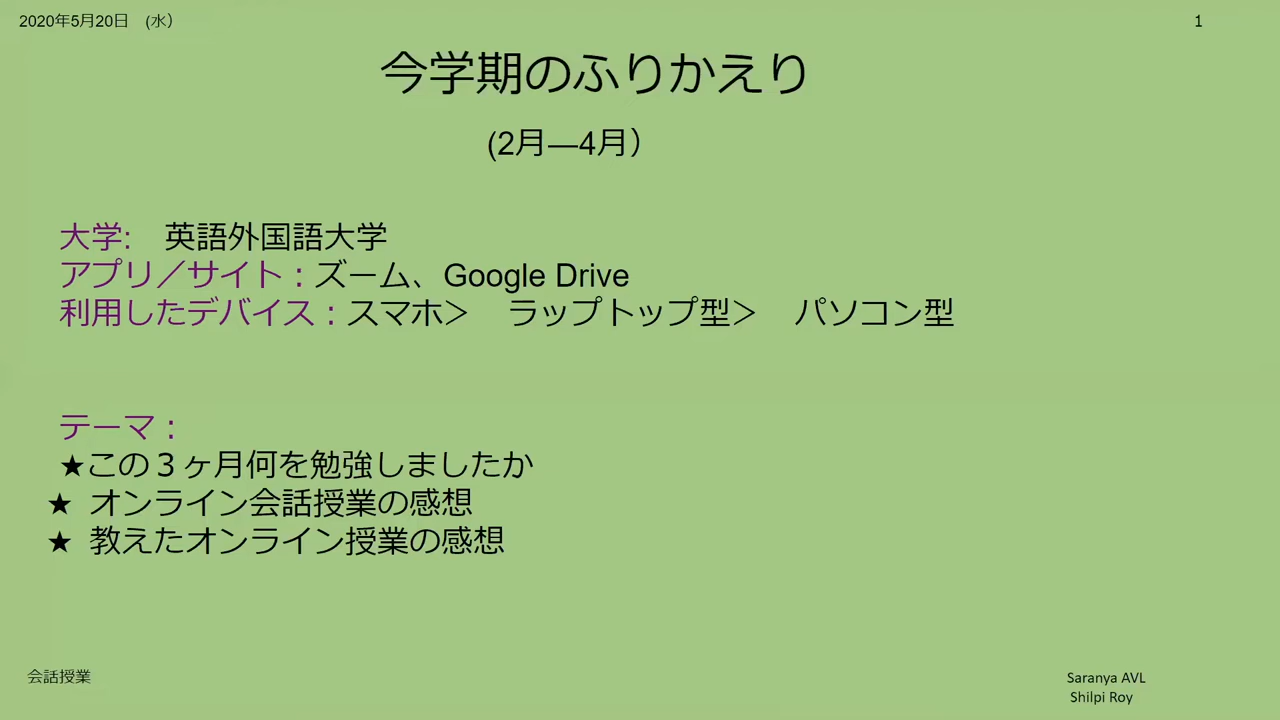 2020年5月20日　(水）
1
今学期のふりかえり
(2月―4月）
大学:　英語外国語大学
アプリ／サイト：ズーム、Google Drive
利用したデバイス：スマホ＞　ラップトップ型＞　パソコン型
テーマ：
★この３ヶ月何を勉強しましたか
★ オンライン会話授業の感想
★ 教えたオンライン授業の感想
会話授業
Saranya AVL
Shilpi Roy